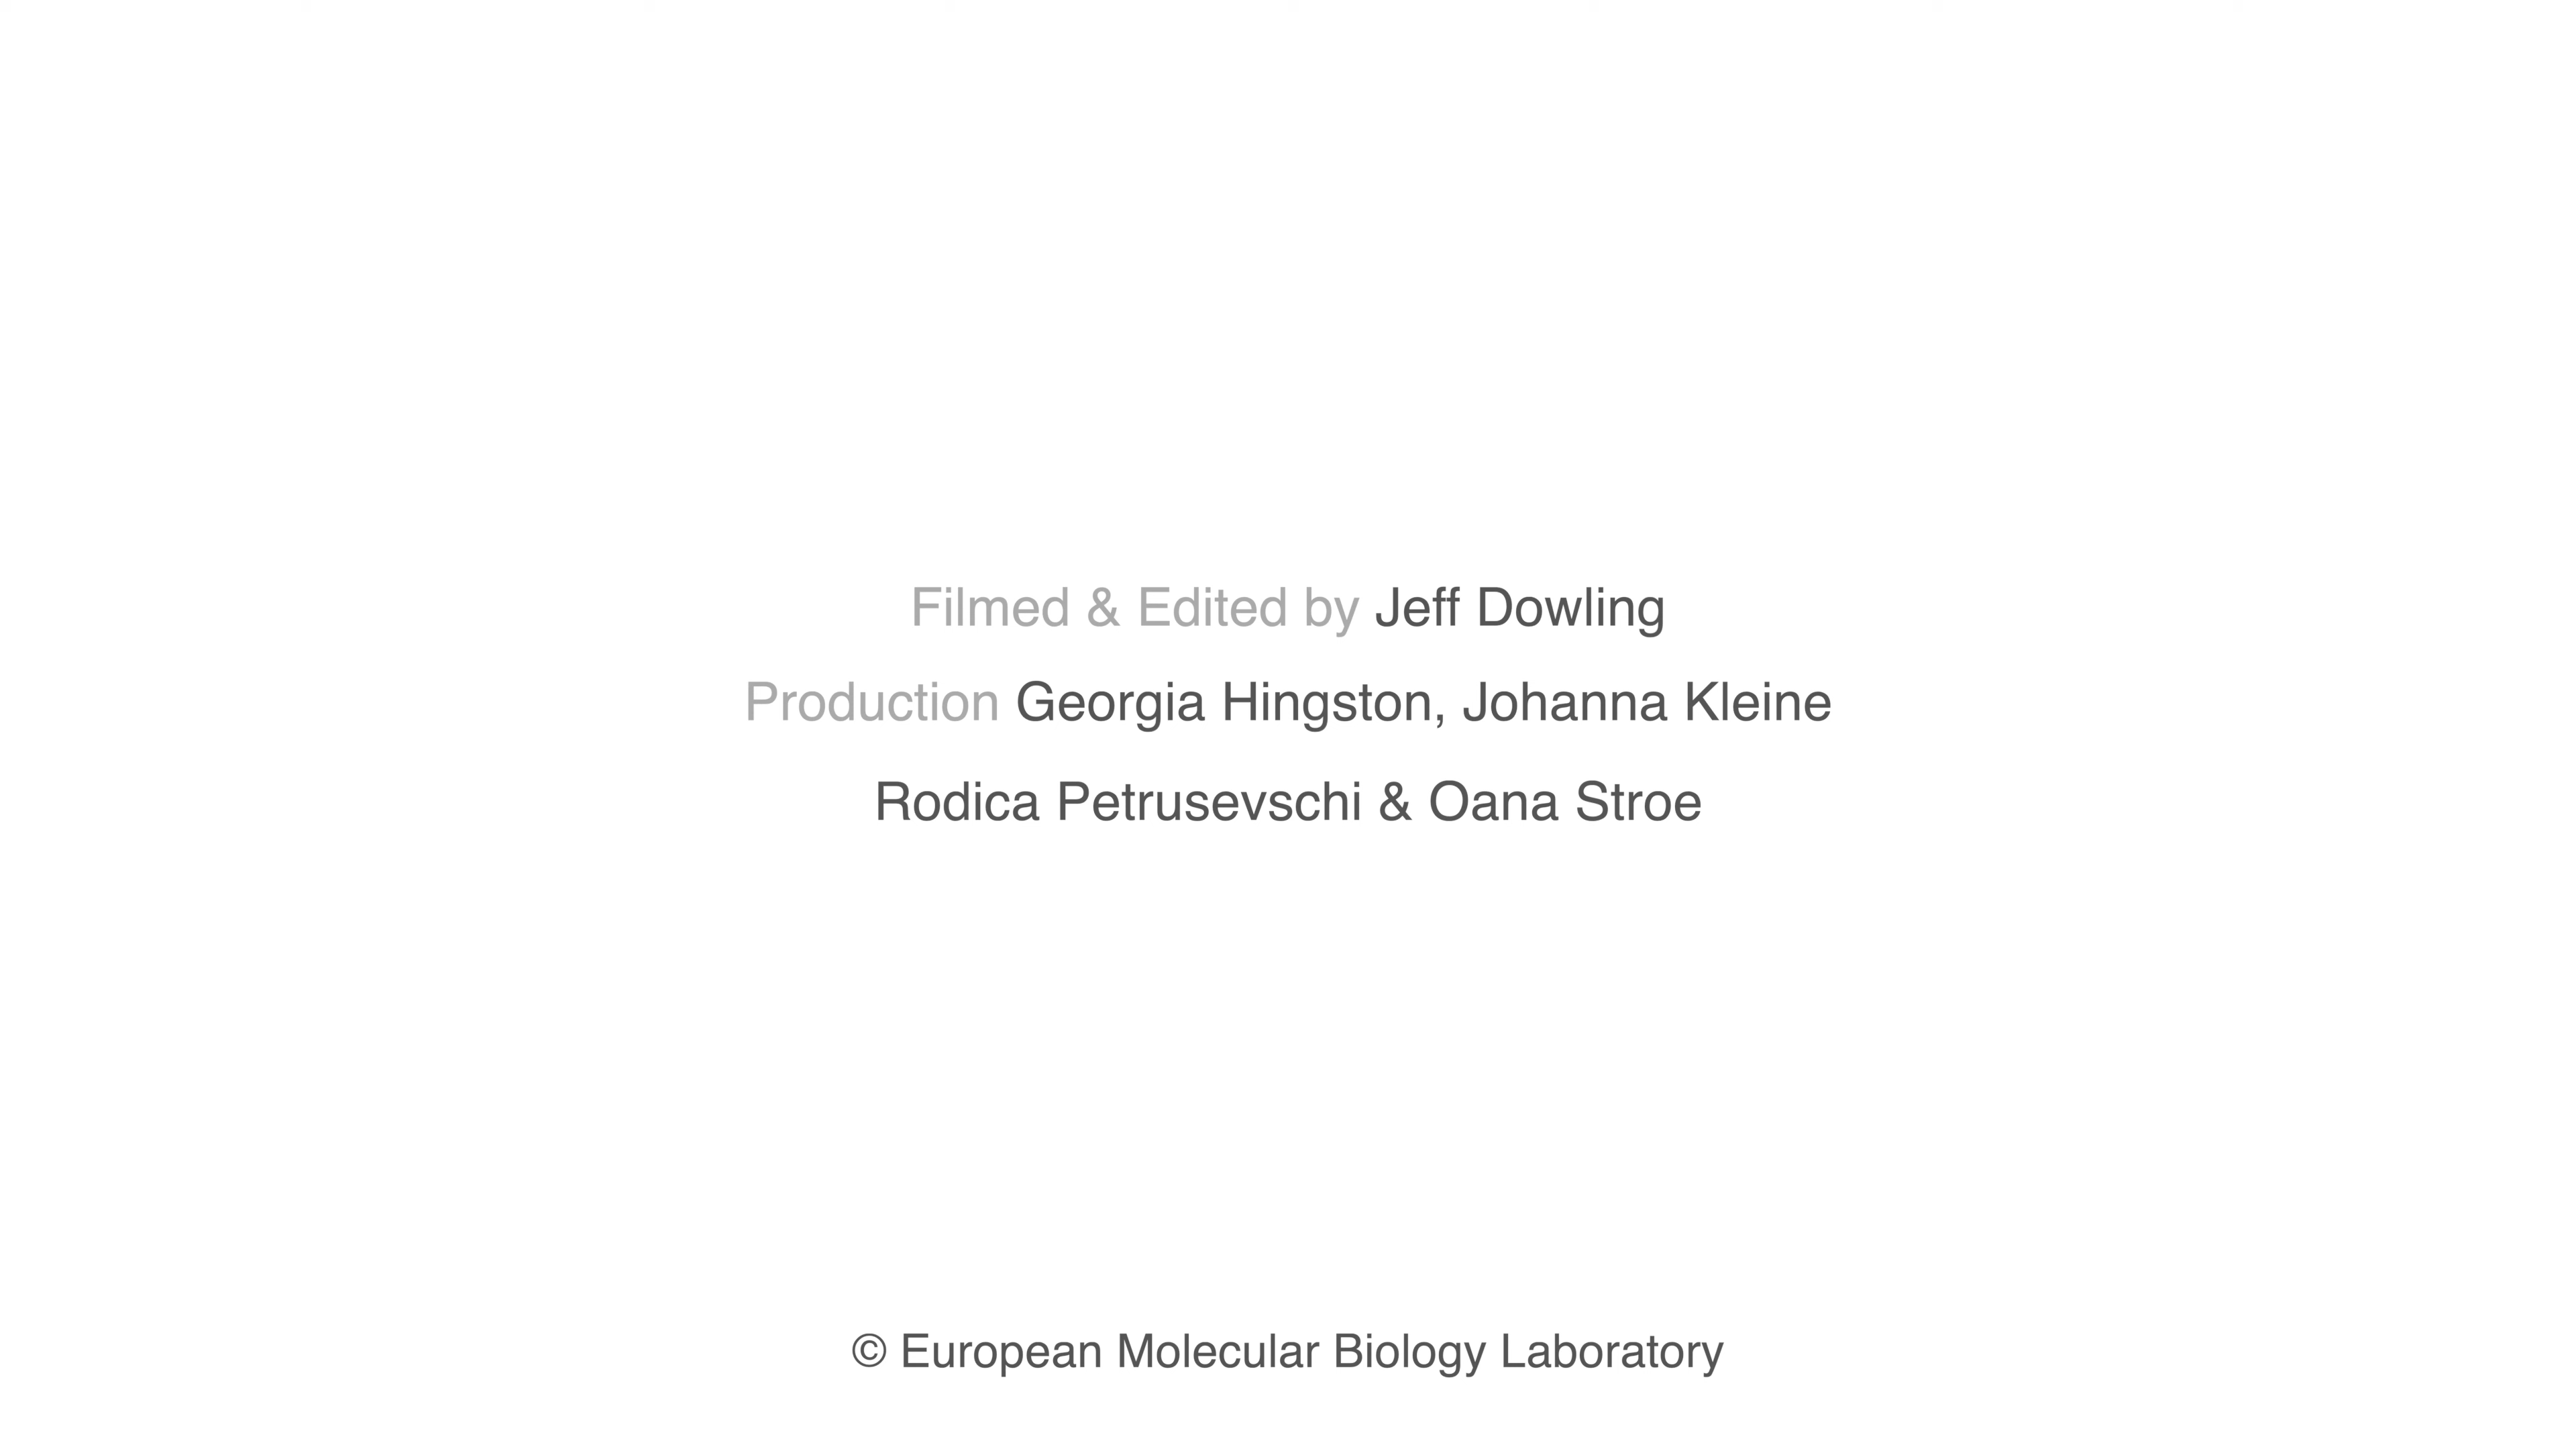 Filmed & Edited by Jeff Dowling
Production Georgia Hingston, Johanna Kleine
Rodica Petrusevschi & Oana Stroe
© European Molecular Biology Laboratory